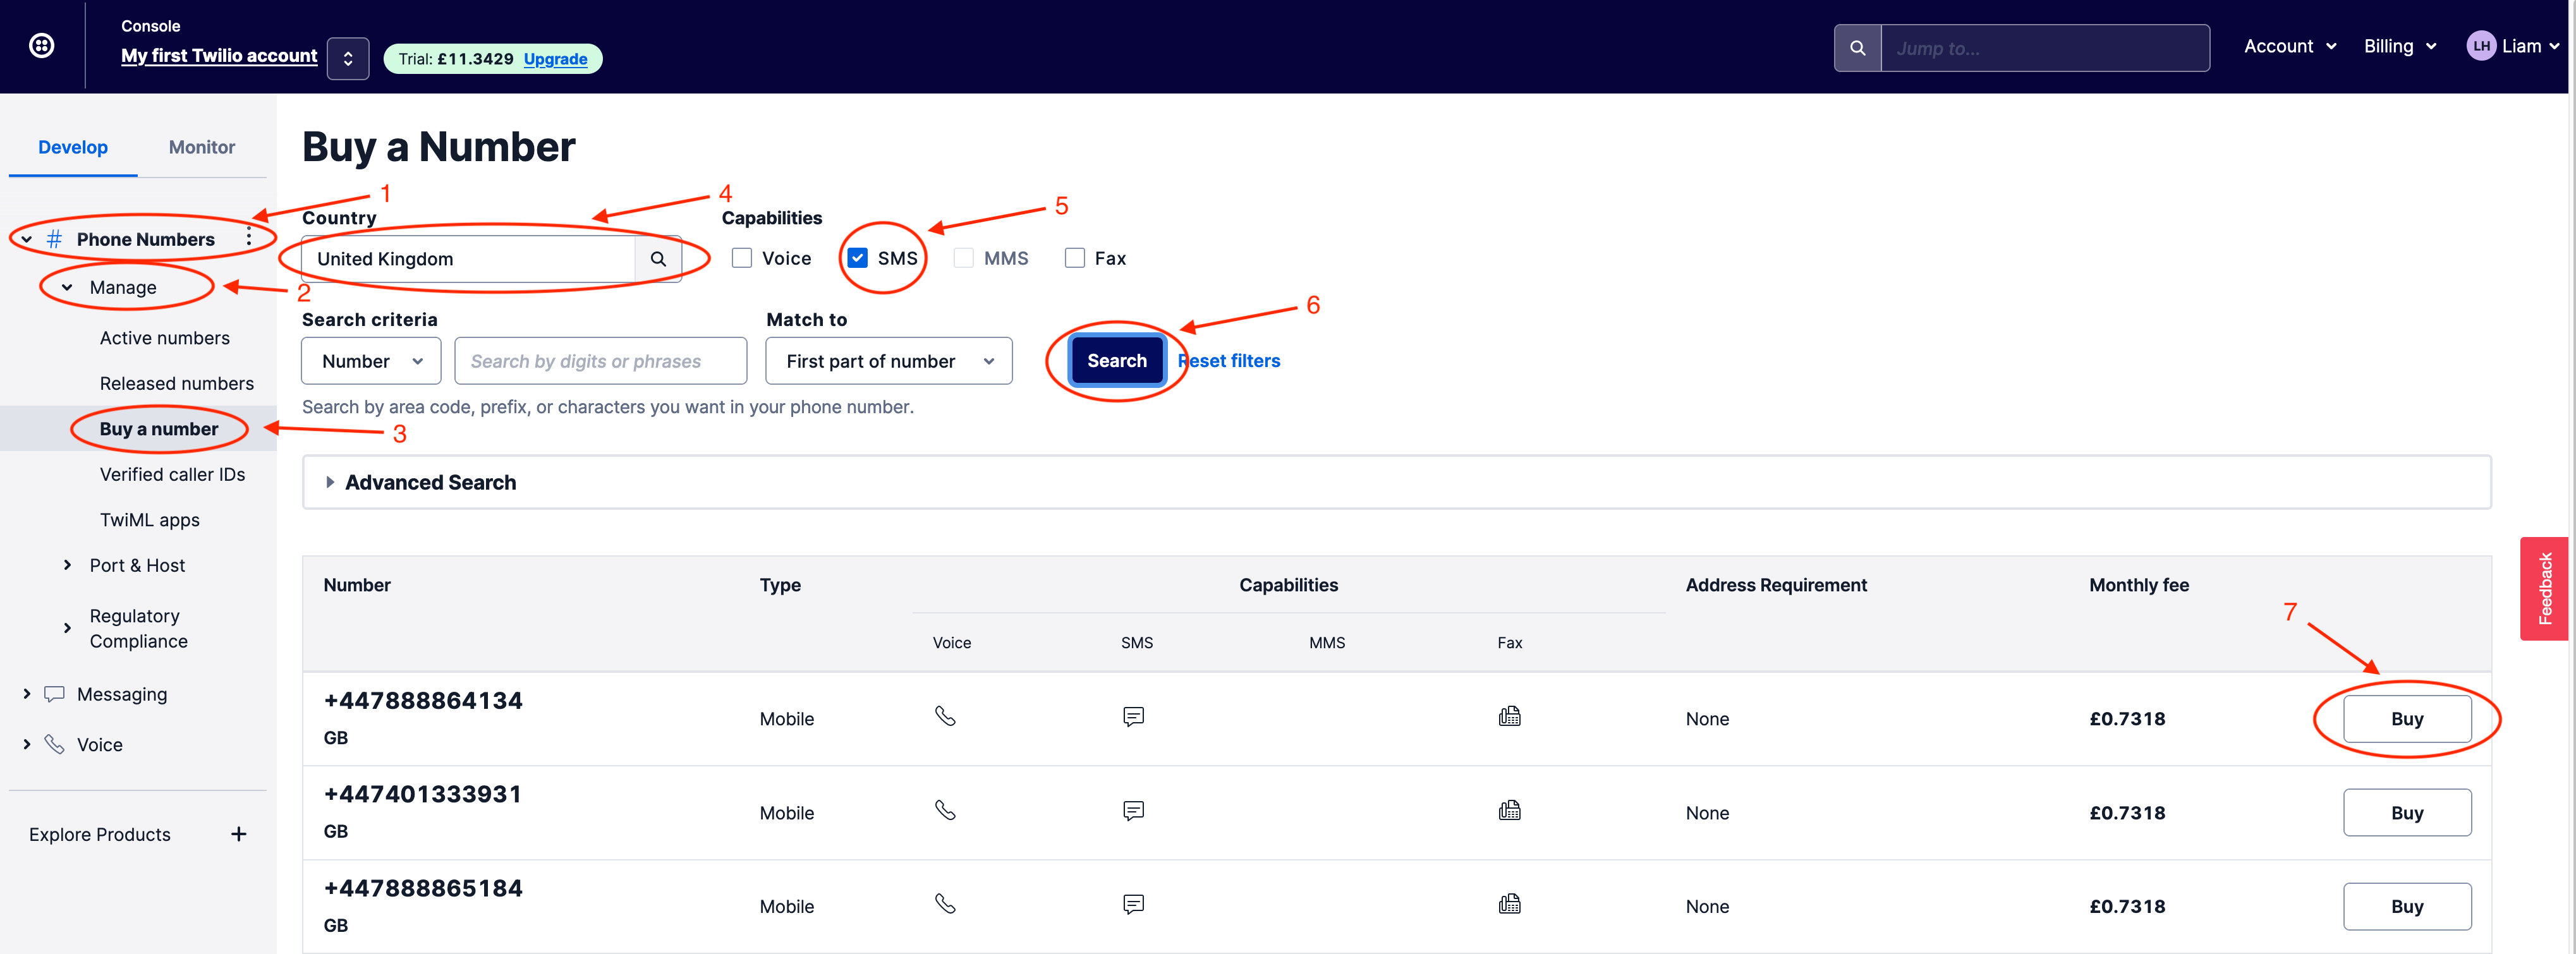 Console
My first Twilio account
Trial: £11.3429 Upgrade
Jump to...
Account
Billing
LH Liam
Develop
Monitor
Phone Numbers
Manage
Active numbers
Released numbers
Buy a number
Verified caller IDs
TwiML apps
Port & Host
Regulatory
Compliance
Messaging
Voice
Explore Products
1
2
3
Buy a Number
4
5
Country
Capabilities
United Kingdom
Voice
SMS
MMS
Fax
6
Search criteria
Match to
Number
Search by digits or phrases
First part of number
Search
Reset filters
Search by area code, prefix, or characters you want in your phone number.
Advanced Search
Number
Type
Capabilities
Address Requirement
Monthly fee
Voice
SMS
MMS
Fax
7
+447888864134
GB
Mobile
None
£0.7318
Buy
+447401333931
GB
Mobile
None
£0.7318
Buy
+447888865184
GB
Mobile
None
£0.7318
Buy
Feedback